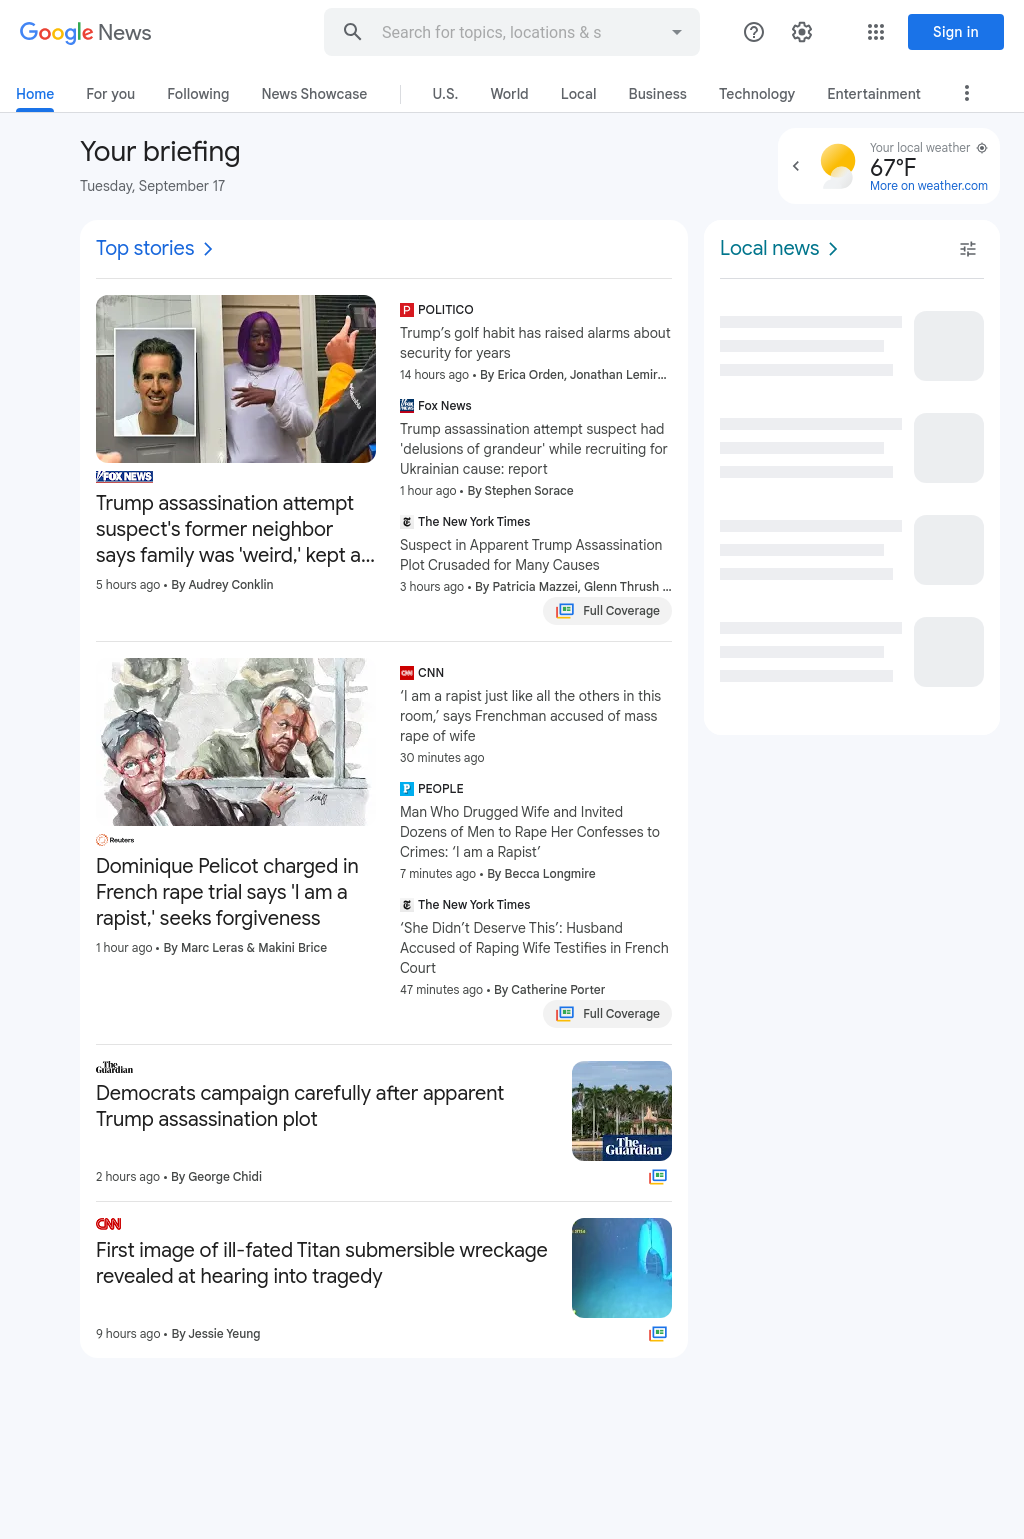 Google News
Search for topics, locations & s
Sign in
Home
For you
Following
News Showcase
U.S.
World
Local
Business
Technology
Entertainment
Your briefing
Tuesday, September 17
Your local weather
67°F
More on weather.com
Top stories
FOX NEWS
Trump assassination attempt
suspect's former neighbor
says family was 'weird,' kept a...
5 hours ago • By Audrey Conklin
POLITICO
Trump’s golf habit has raised alarms about
security for years
14 hours ago • By Erica Orden, Jonathan Lemir...
Fox News
Trump assassination attempt suspect had
'delusions of grandeur' while recruiting for
Ukrainian cause: report
1 hour ago • By Stephen Sorace
The New York Times
Suspect in Apparent Trump Assassination
Plot Crusaded for Many Causes
3 hours ago • By Patricia Mazzei, Glenn Thrush ...
Full Coverage
Reuters
Dominique Pelicot charged in
French rape trial says 'I am a
rapist,' seeks forgiveness
1 hour ago • By Marc Leras & Makini Brice
CNN
‘I am a rapist just like all the others in this
room,’ says Frenchman accused of mass
rape of wife
30 minutes ago
PEOPLE
Man Who Drugged Wife and Invited
Dozens of Men to Rape Her Confesses to
Crimes: ‘I am a Rapist’
7 minutes ago • By Becca Longmire
The New York Times
‘She Didn’t Deserve This’: Husband
Accused of Raping Wife Testifies in French
Court
47 minutes ago • By Catherine Porter
Full Coverage
The
Guardian
Democrats campaign carefully after apparent
Trump assassination plot
2 hours ago • By George Chidi
The
Guardian
CNN
First image of ill-fated Titan submersible wreckage
revealed at hearing into tragedy
9 hours ago • By Jessie Yeung
Local news